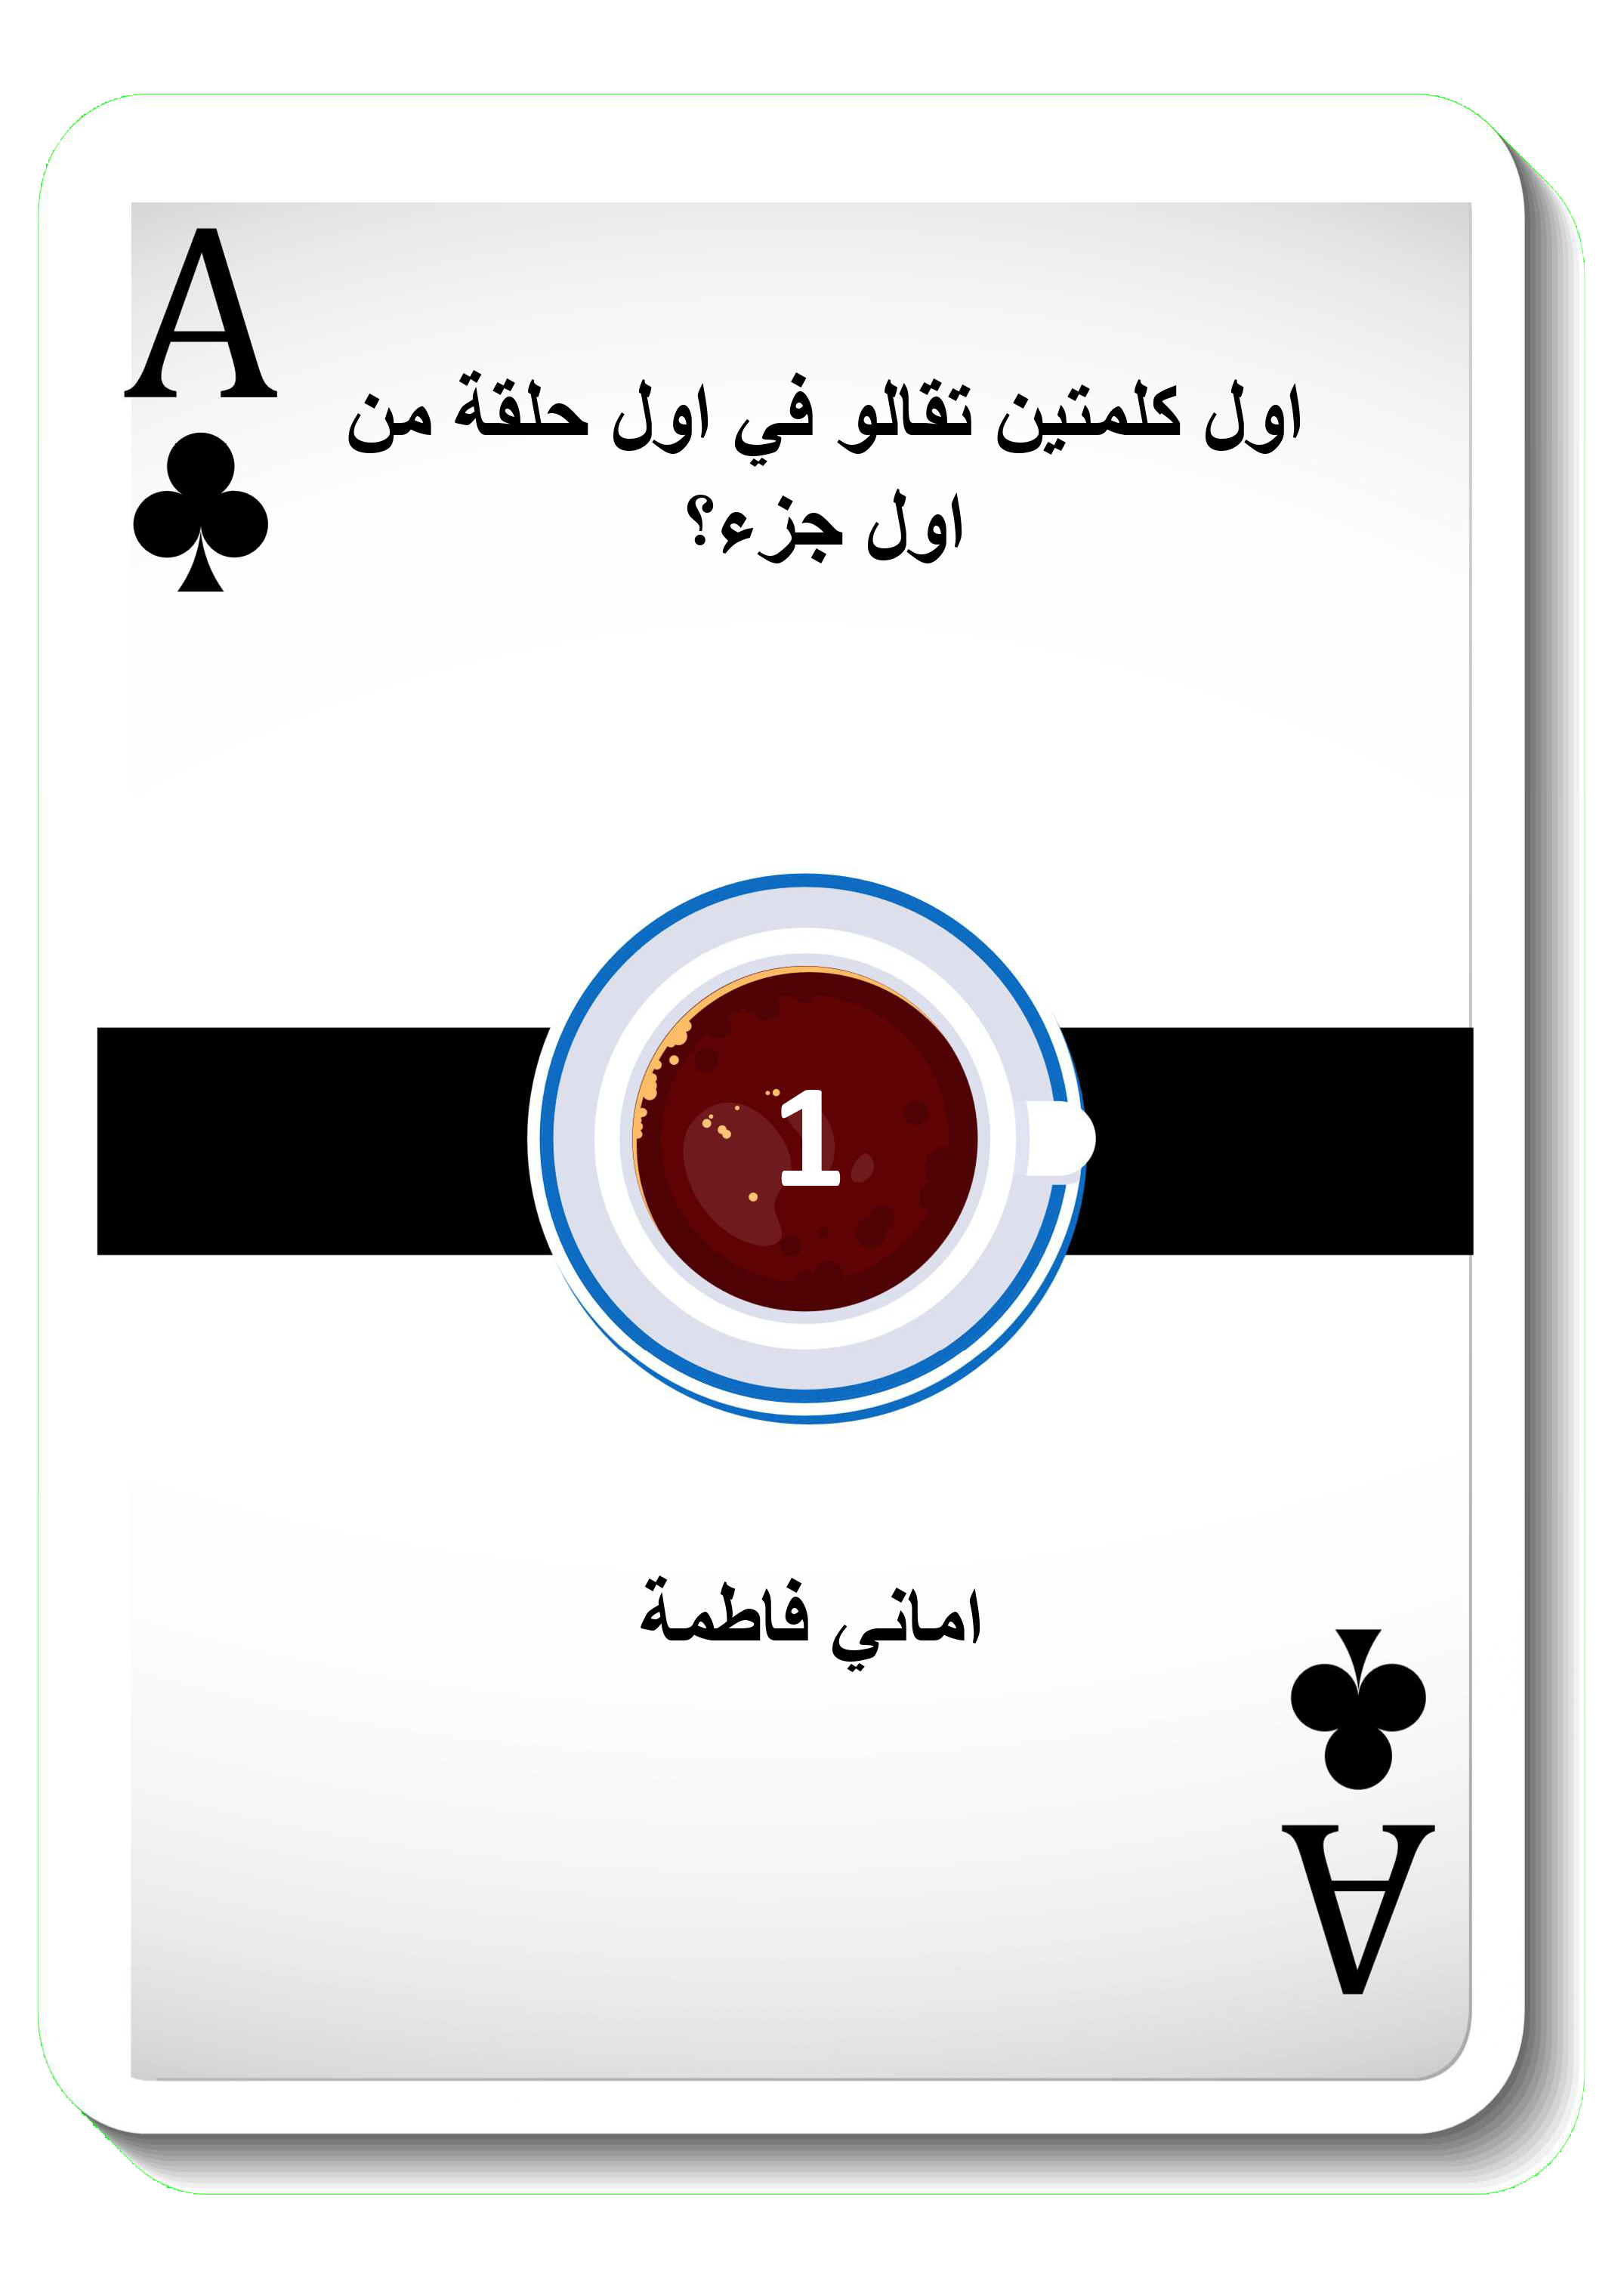 A
اول كلمتين تقالو في اول حلقة من
اول جزء؟
1
اماني فاطمة
A